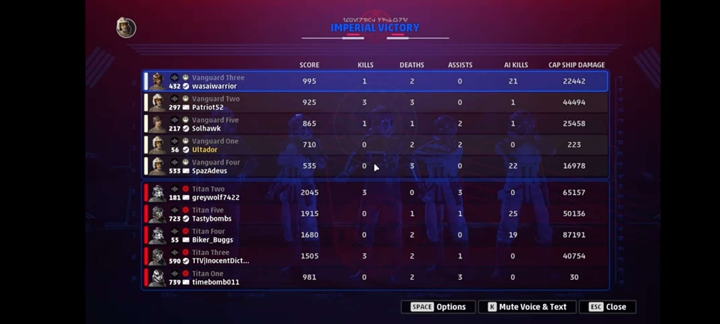 IMPERIAL VICTORY
SCORE KILLS DEATHS ASSISTS AI KILLS CAP SHIP DAMAGE
Vanguard Three
432 wasaiwarrior 995 1 2 0 21 22442
Vanguard Two
297 Patriot52 925 3 3 0 1 44494
Vanguard Five
217 Solhawk 865 1 1 2 1 25458
Vanguard One
56 Ultador 710 0 2 2 0 223
Vanguard Four
533 SpazAdeus 535 0 3 0 22 16978
Titan Two
181 greywolf7422 2045 3 0 3 0 65157
Titan Five
723 Tastybombs 1915 0 1 1 25 50136
Titan Four
55 Biker_Buggs 1680 0 2 0 19 87191
Titan Three
590 TTV|InocentDict... 1505 3 2 1 0 40754
Titan One
739 timebomb011 981 0 2 3 0 30
SPACE Options K Mute Voice & Text ESC Close